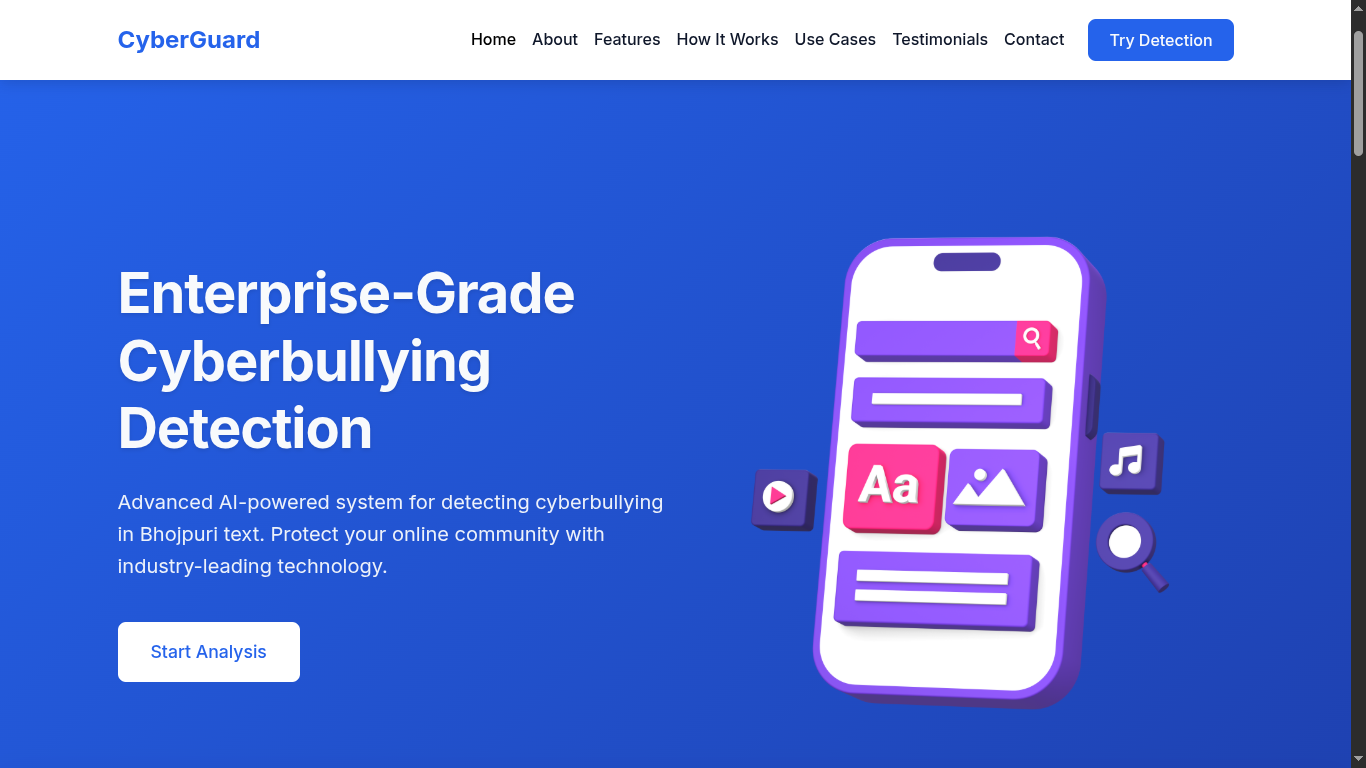 CyberGuard
Home About Features How It Works Use Cases Testimonials Contact Try Detection
Enterprise-Grade
Cyberbullying
Detection
Advanced AI-powered system for detecting cyberbullying
in Bhojpuri text. Protect your online community with
industry-leading technology.
Start Analysis
Aa